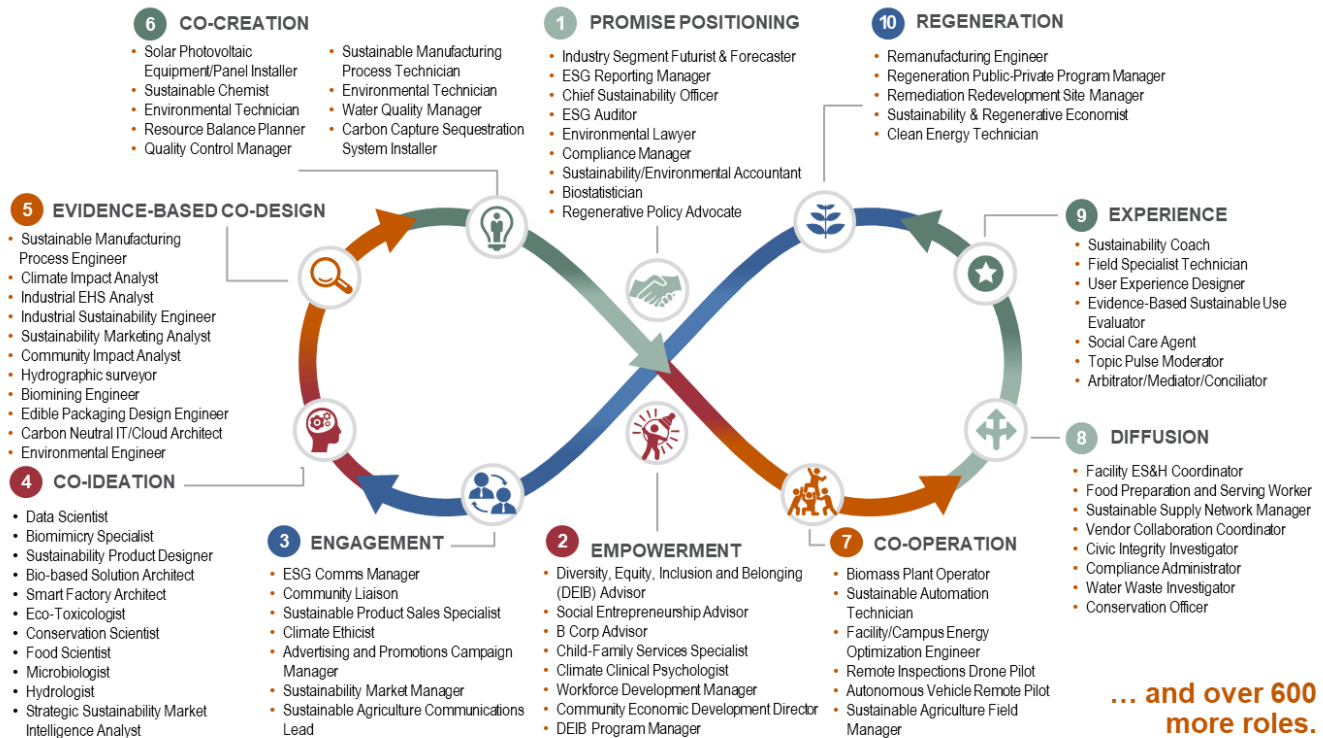 6 CO-CREATION
• Solar Photovoltaic
Equipment/Panel Installer
• Sustainable Chemist
• Environmental Technician
• Resource Balance Planner
• Quality Control Manager
• Sustainable Manufacturing
Process Technician
• Environmental Technician
• Water Quality Manager
• Carbon Capture Sequestration
System Installer
1 PROMISE POSITIONING
• Industry Segment Futurist & Forecaster
• ESG Reporting Manager
• Chief Sustainability Officer
• ESG Auditor
• Environmental Lawyer
• Compliance Manager
• Sustainability/Environmental Accountant
• Biostatistician
• Regenerative Policy Advocate
10 REGENERATION
• Remanufacturing Engineer
• Regeneration Public-Private Program Manager
• Remediation Redevelopment Site Manager
• Sustainability & Regenerative Economist
• Clean Energy Technician
5 EVIDENCE-BASED CO-DESIGN
• Sustainable Manufacturing
Process Engineer
• Climate Impact Analyst
• Industrial EHS Analyst
• Industrial Sustainability Engineer
• Sustainability Marketing Analyst
• Community Impact Analyst
• Hydrographic surveyor
• Biomining Engineer
• Edible Packaging Design Engineer
• Carbon Neutral IT/Cloud Architect
• Environmental Engineer
9 EXPERIENCE
• Sustainability Coach
• Field Specialist Technician
• User Experience Designer
• Evidence-Based Sustainable Use
Evaluator
• Social Care Agent
• Topic Pulse Moderator
• Arbitrator/Mediator/Conciliator
4 CO-IDEATION
• Data Scientist
• Biomimicry Specialist
• Sustainability Product Designer
• Bio-based Solution Architect
• Smart Factory Architect
• Eco-Toxicologist
• Conservation Scientist
• Food Scientist
• Microbiologist
• Hydrologist
• Strategic Sustainability Market
Intelligence Analyst
3 ENGAGEMENT
• ESG Comms Manager
• Community Liaison
• Sustainable Product Sales Specialist
• Climate Ethicist
• Advertising and Promotions Campaign
Manager
• Sustainability Market Manager
• Sustainable Agriculture Communications
Lead
2 EMPOWERMENT
• Diversity, Equity, Inclusion and Belonging
(DEIB) Advisor
• Social Entrepreneurship Advisor
• B Corp Advisor
• Child-Family Services Specialist
• Climate Clinical Psychologist
• Workforce Development Manager
• Community Economic Development Director
• DEIB Program Manager
7 CO-OPERATION
• Biomass Plant Operator
• Sustainable Automation
Technician
• Facility/Campus Energy
Optimization Engineer
• Remote Inspections Drone Pilot
• Autonomous Vehicle Remote Pilot
• Sustainable Agriculture Field
Manager
8 DIFFUSION
• Facility ES&H Coordinator
• Food Preparation and Serving Worker
• Sustainable Supply Network Manager
• Vendor Collaboration Coordinator
• Civic Integrity Investigator
• Compliance Administrator
• Water Waste Investigator
• Conservation Officer
... and over 600
more roles.